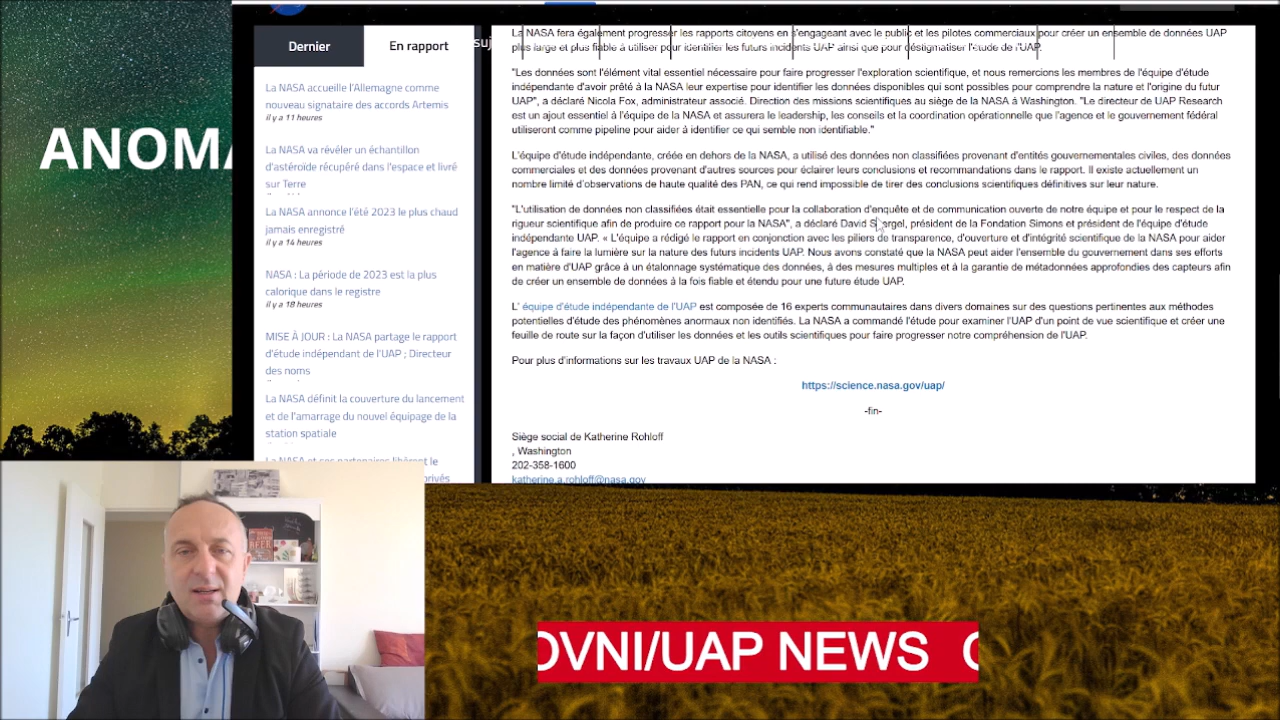 ANOMA
Dernier
En rapport
suj
La NASA accueille l'Allemagne comme
nouveau signataire des accords Artemis
il y a 11 heures
La NASA va révéler un échantillon
d'astéroïde récupéré dans l'espace et livré
sur Terre
La NASA annonce l'été 2023 le plus chaud
jamais enregistré
il y a 14 heures
NASA : La période de 2023 est la plus
calorique dans le registre
il y a 18 heures
MISE À JOUR : La NASA partage le rapport
d'étude indépendant de l'UAP ; Directeur
des noms
La NASA définit la couverture du lancement
et de l'amarrage du nouvel équipage de la
station spatiale
La NASA et ses partenaires libèrent le
privés
La NASA fera également progresser les rapports citoyens en s'engageant avec le public et les pilotes commerciaux pour créer un ensemble de données UAP
plus large et plus fiable à utiliser pour identifier les futurs incidents UAP ainsi que pour désignatiser l'étude de l'UAP.
"Les données sont l'élément vital essentiel nécessaire pour faire progresser l'exploration scientifique, et nous remercions les membres de l'équipe d'étude
indépendante d'avoir prêté à la NASA leur expertise pour identifier les données disponibles qui sont possibles pour comprendre la nature et l'origine du futur
UAP", a déclaré Nicola Fox, administrateur associé. Direction des missions scientifiques au siège de la NASA à Washington. "Le directeur de UAP Research
est un ajout essentiel à l'équipe de la NASA et assurera le leadership, les conseils et la coordination opérationnelle que l'agence et le gouvernement fédéral
utiliseront comme pipeline pour aider à identifier ce qui semble non identifiable."
L'équipe d'étude indépendante, créée en dehors de la NASA, a utilisé des données non classifiées provenant d'entités gouvernementales civiles, des données
commerciales et des données provenant d'autres sources pour éclairer leurs conclusions et recommandations dans le rapport. Il existe actuellement un
nombre limité d'observations de haute qualité des PAN, ce qui rend impossible de tirer des conclusions scientifiques définitives sur leur nature.
"L'utilisation de données non classifiées était essentielle pour la collaboration d'enquête et de communication ouverte de notre équipe et pour le respect de la
rigueur scientifique afin de produire ce rapport pour la NASA", a déclaré David Spergel, président de la Fondation Simons et président de l'équipe d'étude
indépendante UAP. « L'équipe a rédigé le rapport en conjonction avec les piliers de transparence, d'ouverture et d'intégrité scientifique de la NASA pour aider
l'agence à faire la lumière sur la nature des futurs incidents UAP. Nous avons constaté que la NASA peut aider l'ensemble du gouvernement dans ses efforts
en matière d'UAP grâce à un étalonnage systématique des données, à des mesures multiples et à la garantie de métadonnées approfondies des capteurs afin
de créer un ensemble de données à la fois fiable et étendu pour une future étude UAP.
L' équipe d'étude indépendante de l'UAP est composée de 16 experts communautaires dans divers domaines sur des questions pertinentes aux méthodes
potentielles d'étude des phénomènes anormaux non identifiés. La NASA a commandé l'étude pour examiner l'UAP d'un point de vue scientifique et créer une
feuille de route sur la façon d'utiliser les données et les outils scientifiques pour faire progresser notre compréhension de l'UAP.
Pour plus d'informations sur les travaux UAP de la NASA :
https://science.nasa.gov/uap/
-fin-
Siège social de Katherine Rohloff
, Washington
202-358-1600
katherine.a.rohloff@nasa.gov
OVNI/UAP NEWS